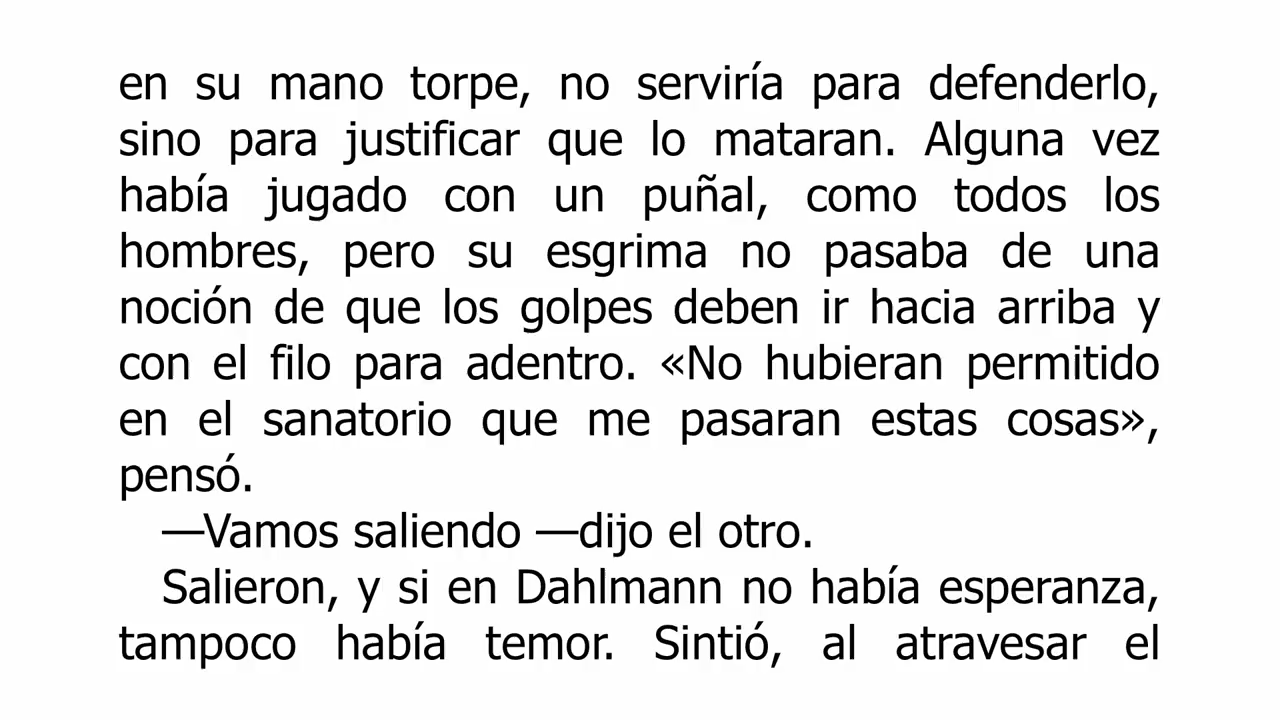 en su mano torpe, no serviría para defenderlo,
sino para justificar que lo mataran. Alguna vez
había jugado con un puñal, como todos los
hombres, pero su esgrima no pasaba de una
noción de que los golpes deben ir hacia arriba y
con el filo para adentro. «No hubieran permitido
en el sanatorio que me pasaran estas cosas»,
pensó.
—Vamos saliendo —dijo el otro.
Salieron, y si en Dahlmann no había esperanza,
tampoco había temor. Sintió, al atravesar el